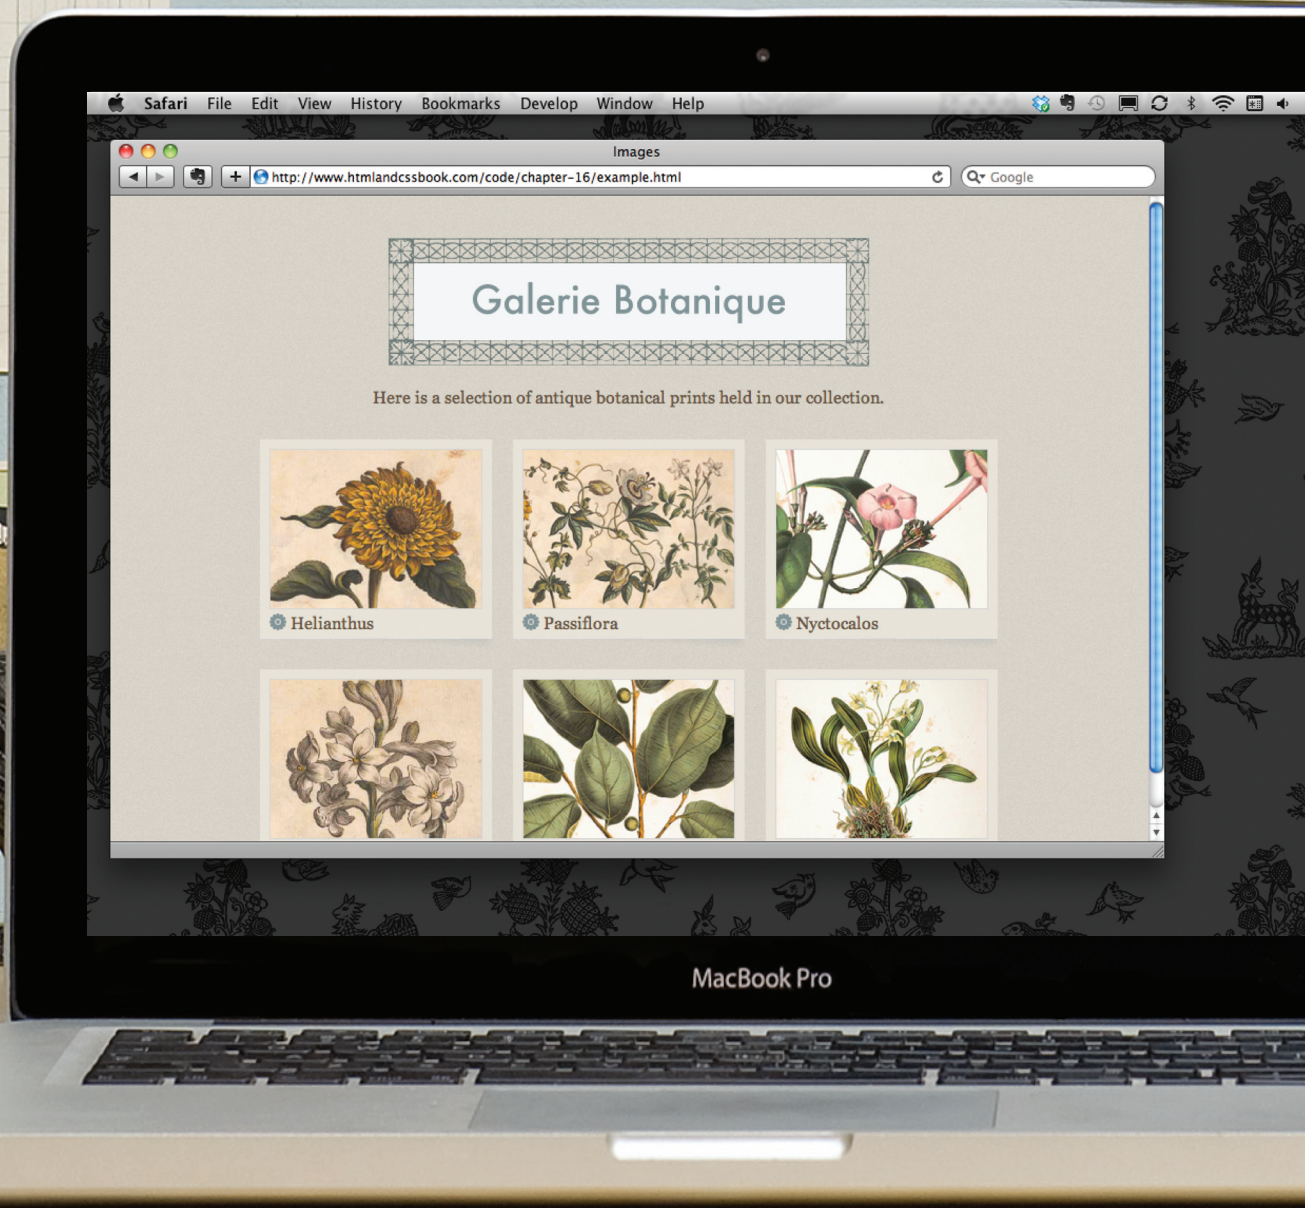 Safari File Edit View History Bookmarks Develop Window Help
Images
http://www.htmlandcssbook.com/code/chapter-16/example.html
Google
Galerie Botanique
Here is a selection of antique botanical prints held in our collection.
Helianthus
Passiflora
Nyctocalos
MacBook Pro